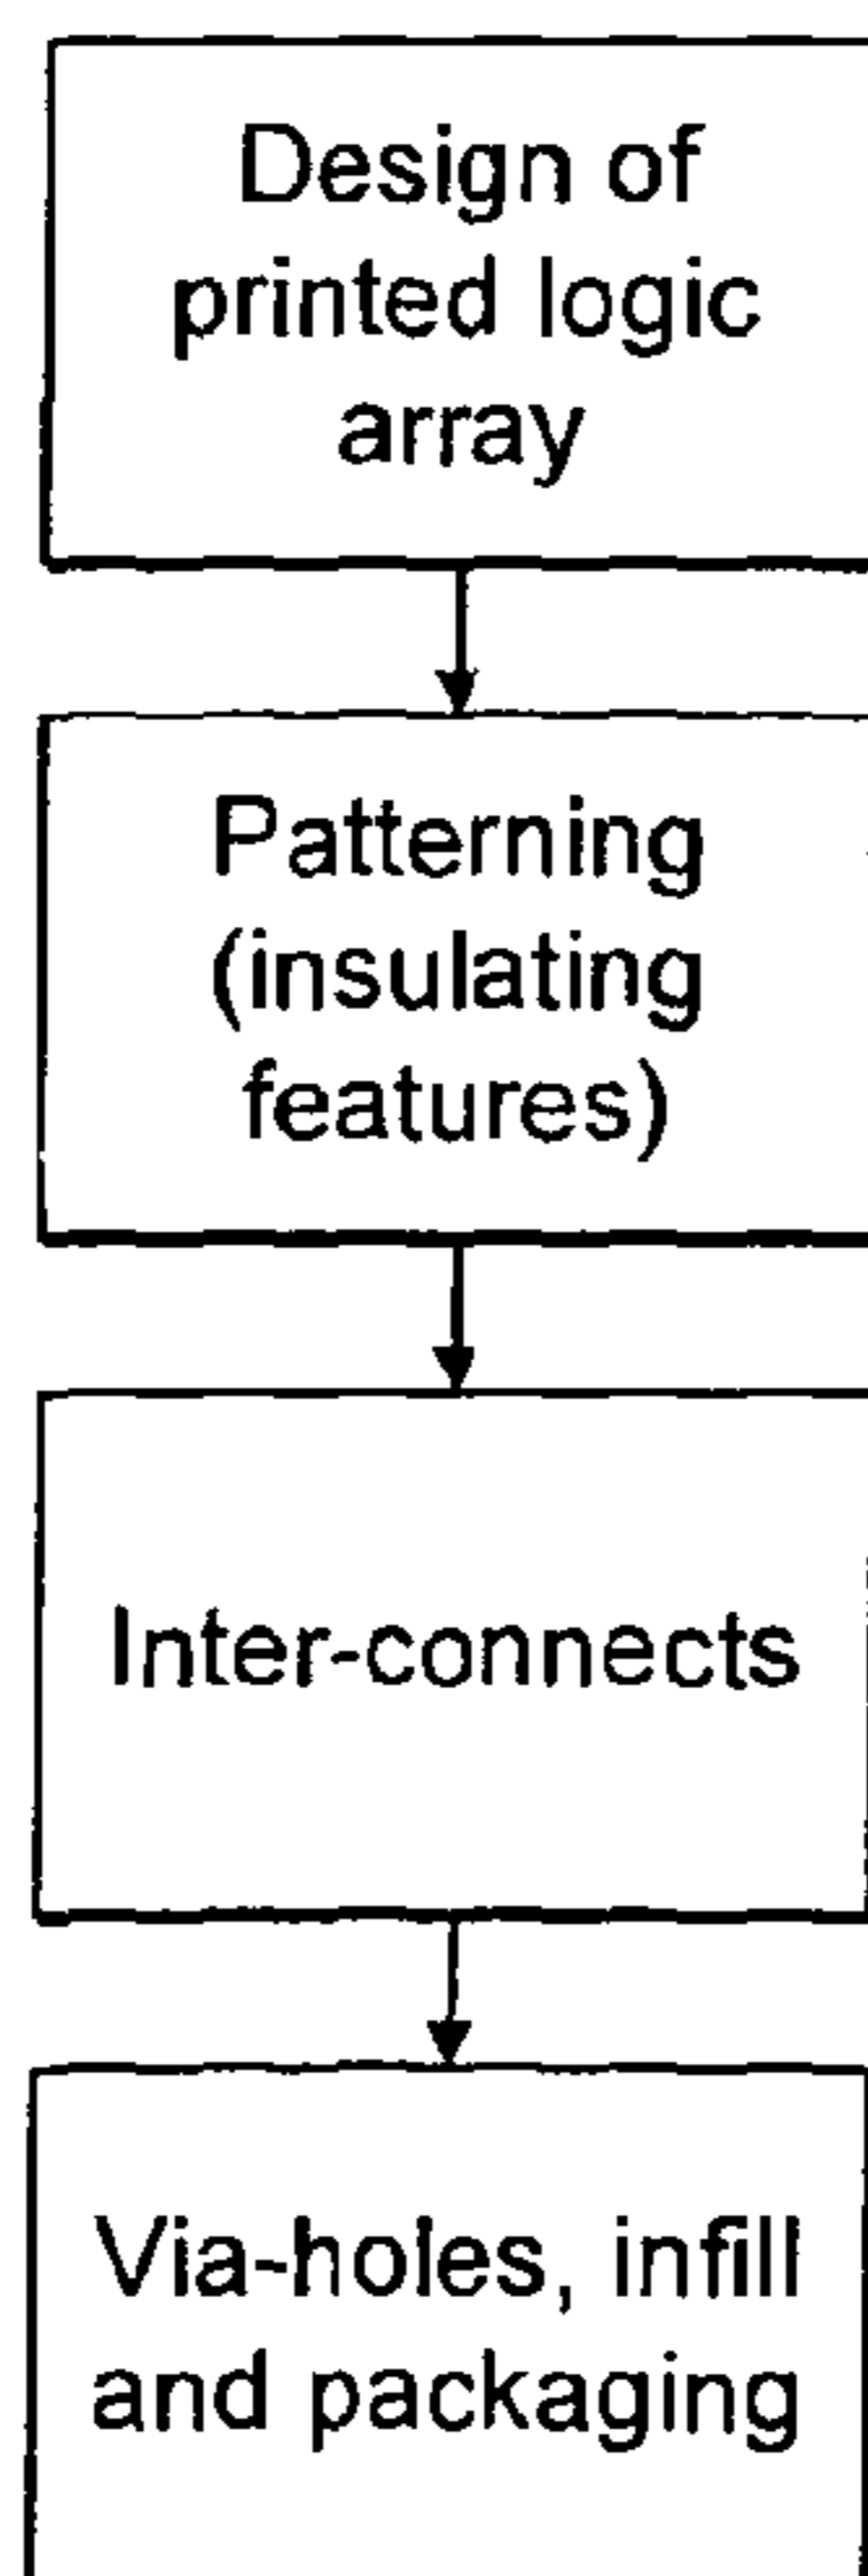 Design of
printed logic
array
Patterning
(insulating
features)
Inter-connects
Via-holes, infill
and packaging